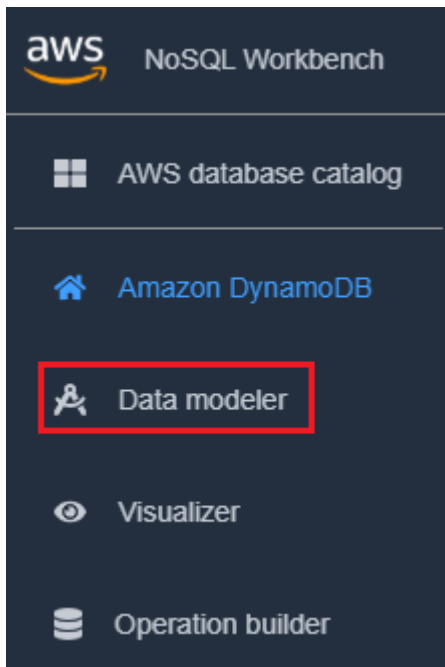 aws
NoSQL Workbench
AWS database catalog
Amazon DynamoDB
Data modeler
Visualizer
Operation builder